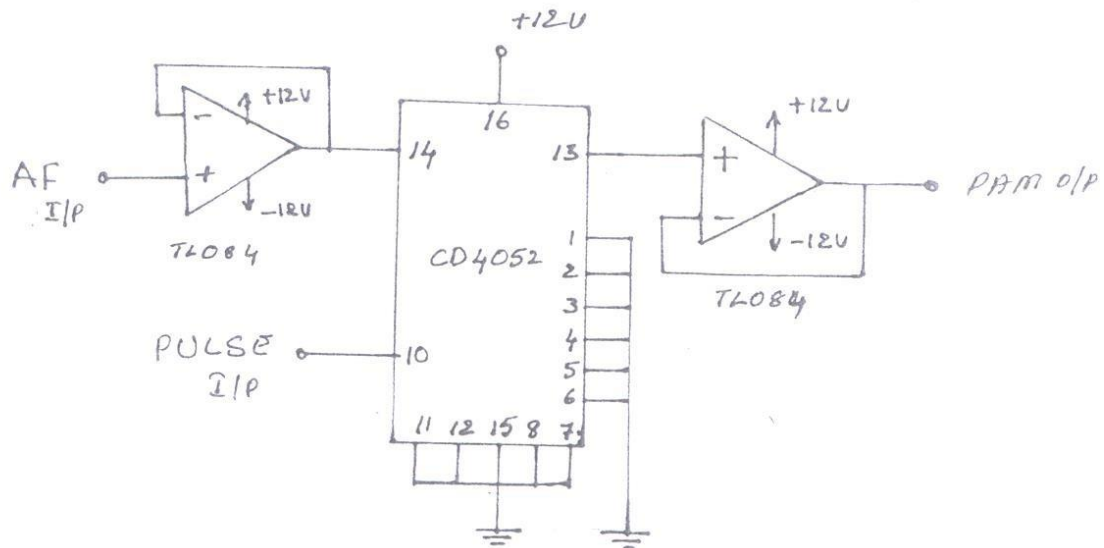 +12V
-
+12V
+
-12V
TL084
AF
I/P
14
16
13
CD4052
1
2
3
4
5
6
PULSE
I/P
10
11 12 15 8 7
+
-
+12V
-12V
TL084
PAM O/P